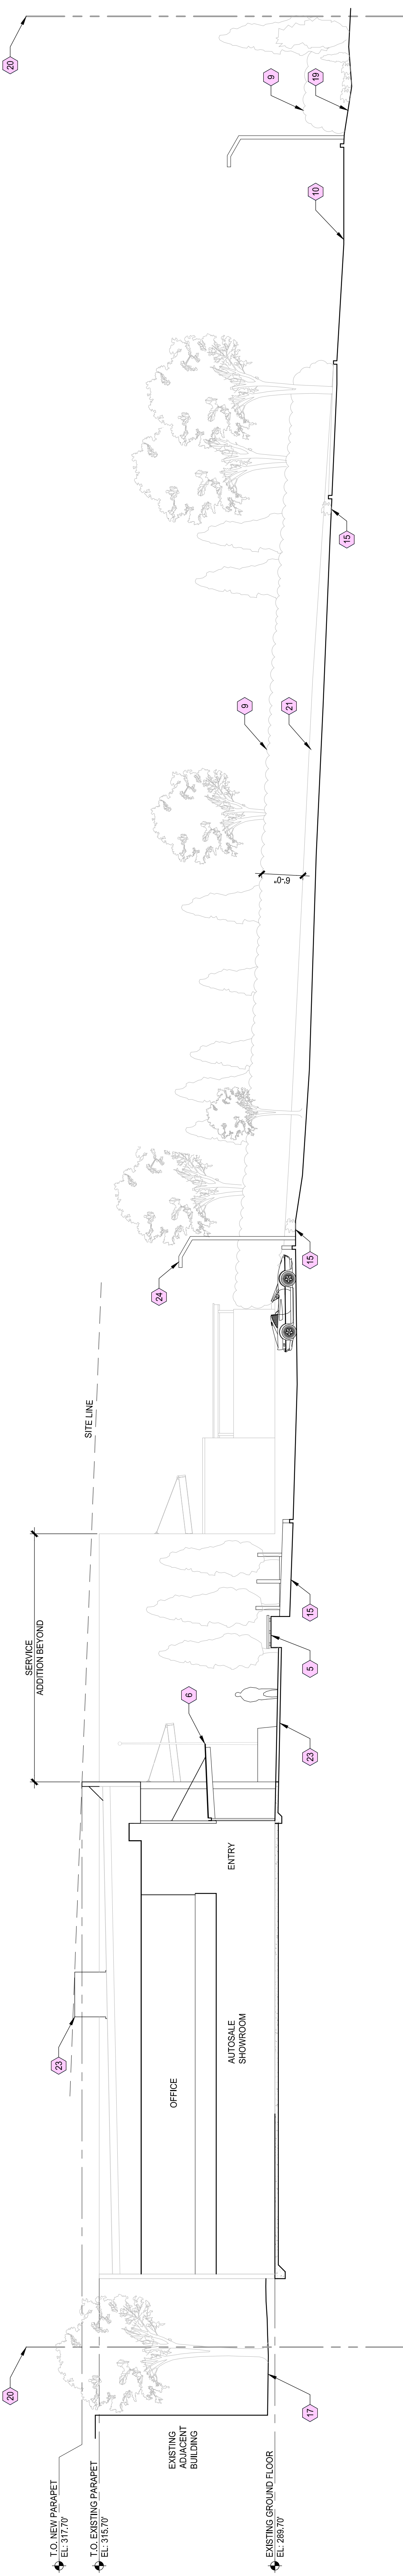 T.O. NEW PARAPET
EL: 317.70'
T.O. EXISTING PARAPET
EL: 315.70'
EXISTING GROUND FLOOR
EL: 289.70'
EXISTING
ADJACENT
BUILDING
20
17
23
OFFICE
AUTOSALE
SHOWROOM
ENTRY
6
SERVICE
ADDITION BEYOND
23
5
15
SITE LINE
24
15
6'-0"
9
21
15
10
9
19
20